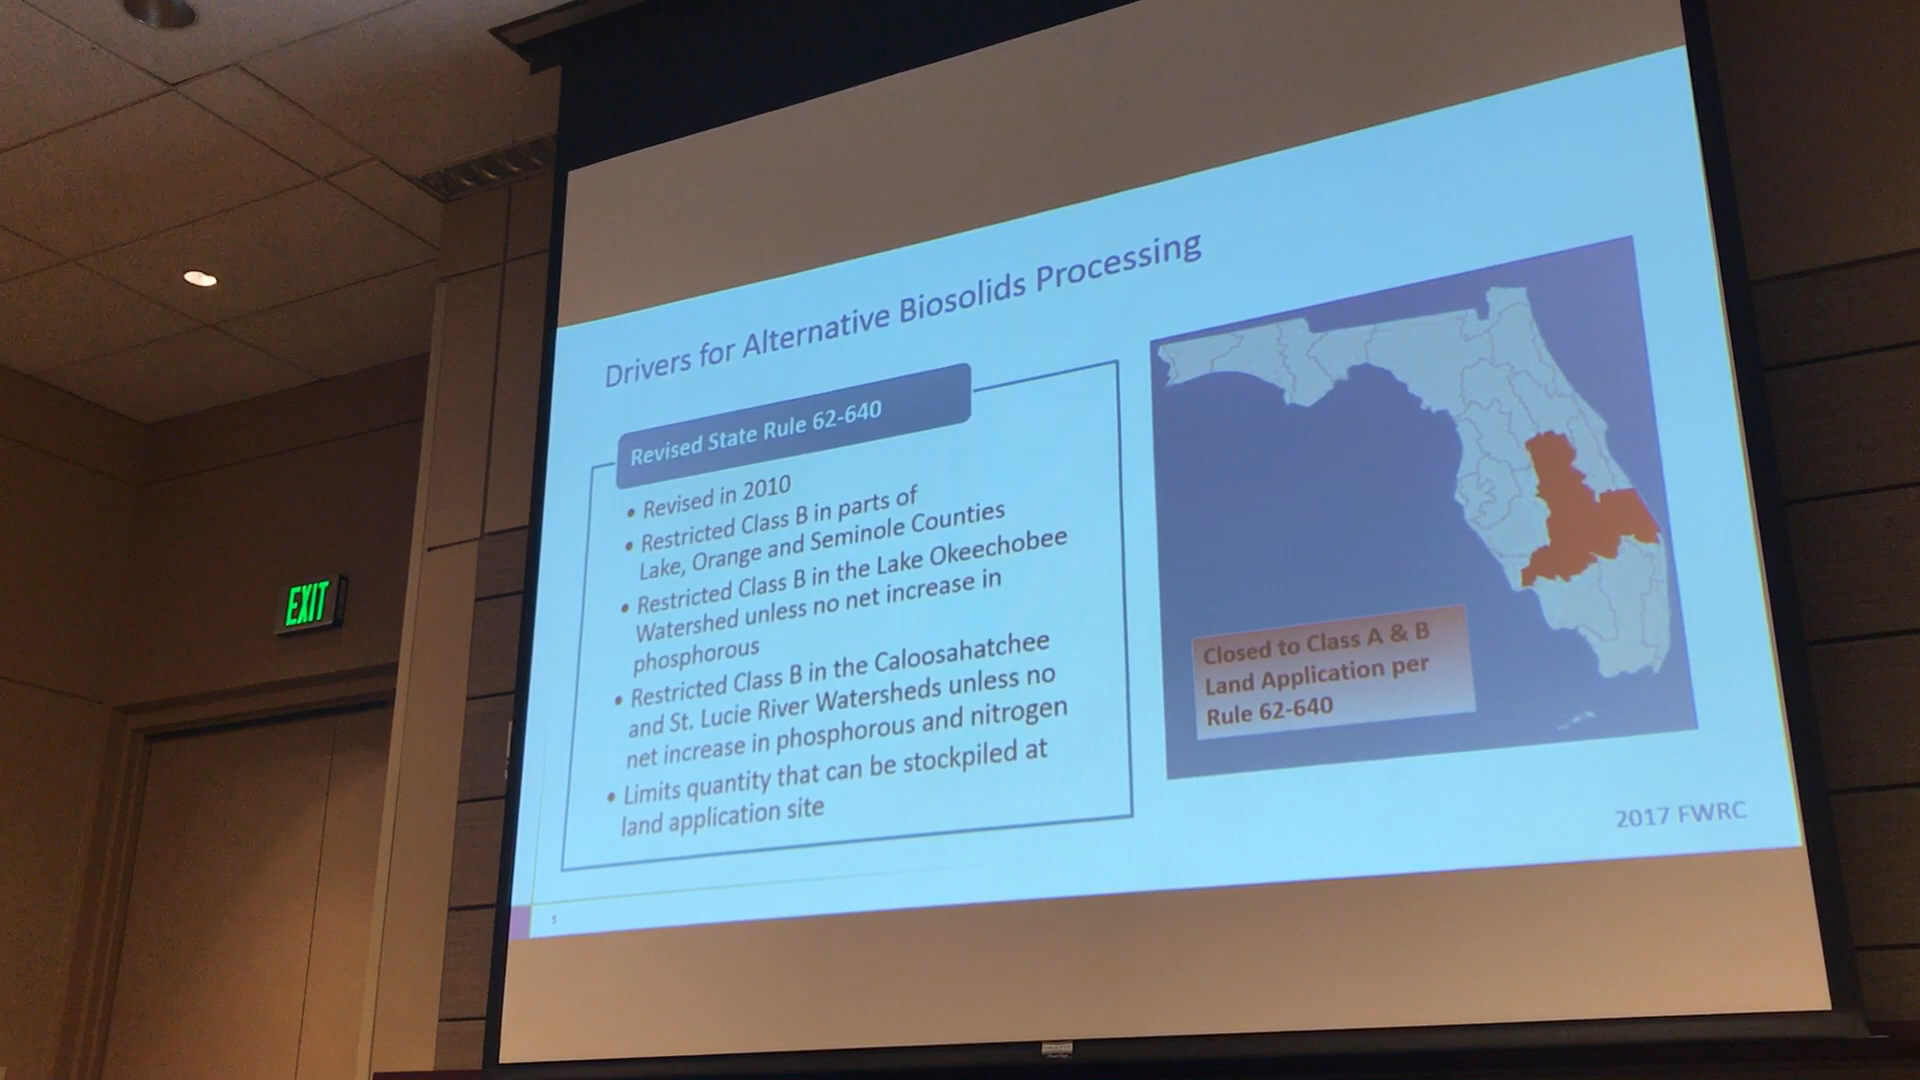 EXIT
Drivers for Alternative Biosolids Processing
Revised State Rule 62-640
• Revised in 2010
• Restricted Class B in parts of
Lake, Orange and Seminole Counties
• Restricted Class B in the Lake Okeechobee
Watershed unless no net increase in
phosphorous
• Restricted Class B in the Caloosahatchee
and St. Lucie River Watersheds unless no
net increase in phosphorous and nitrogen
• Limits quantity that can be stockpiled at
land application site
Closed to Class A & B
Land Application per
Rule 62-640
2017 FWRC
5